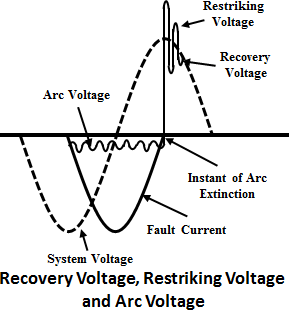 Restriking
Voltage
Recovery
Voltage
Arc Voltage
Instant of Arc
Extinction
Fault Current
System Voltage
Recovery Voltage, Restriking Voltage
and Arc Voltage